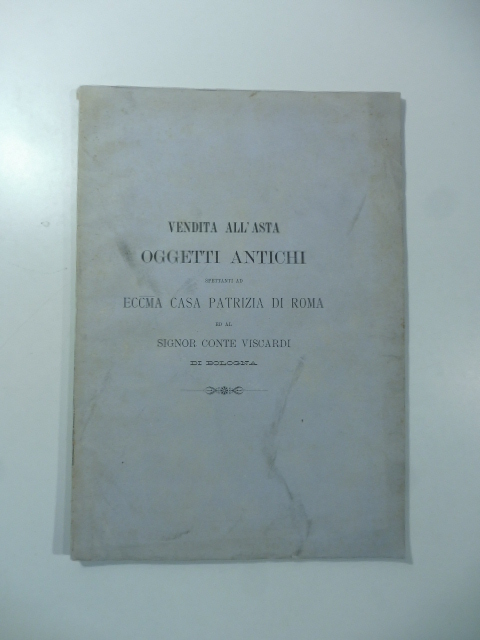 VENDITA ALL'ASTA
OGGETTI ANTICHI
SPETTANTI AD
ECCMA CASA PATRIZIA DI ROMA
ED AL
SIGNOR CONTE VISCARDI
DI BOLOGNA.